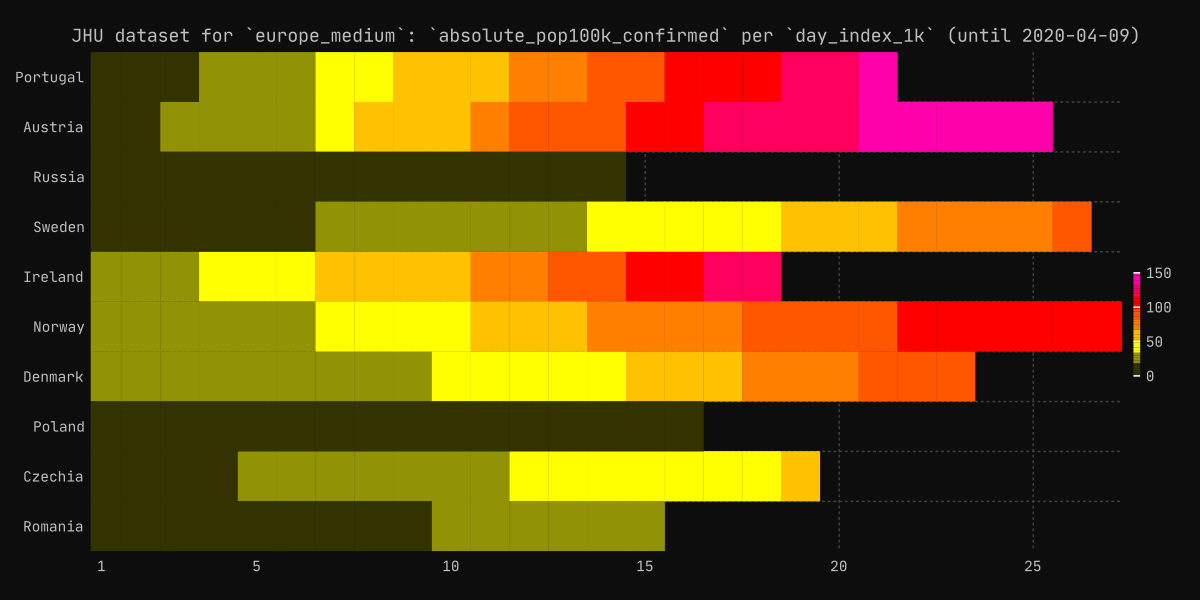 JHU dataset for `europe_medium`: `absolute_pop100k_confirmed` per `day_index_1k` (until 2020-04-09)
Portugal
Austria
Russia
Sweden
Ireland
Norway
Denmark
Poland
Czechia
Romania
1 5 10 15 20 25
150
100
50
0